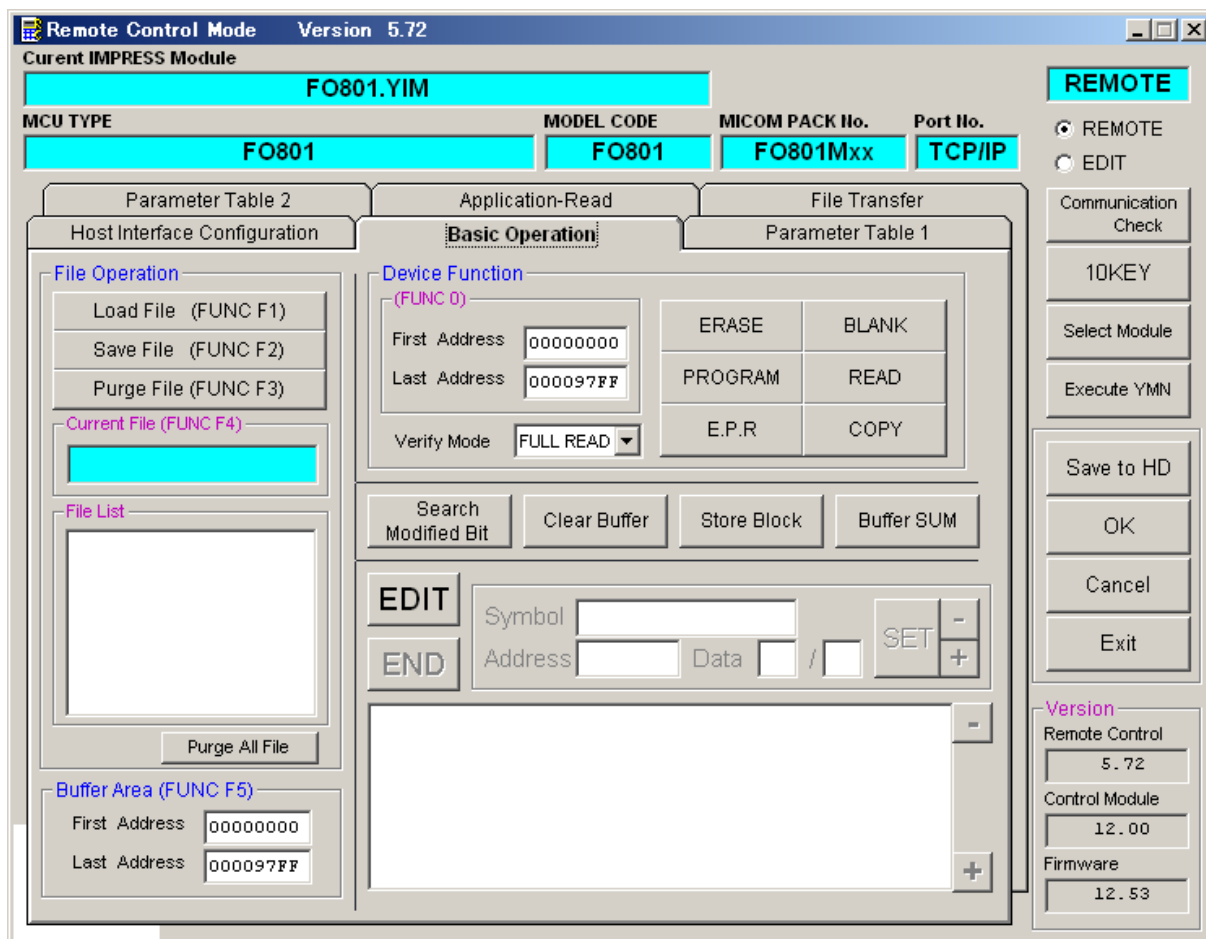 Remote Control Mode Version 5.72
Curent IMPRESS Module
FO801.YIM
REMOTE
MCU TYPE
MODEL CODE
MICOM PACK No.
Port No.
FO801
FO801
FO801Mxx
TCP/IP
REMOTE
EDIT
Parameter Table 2
Application-Read
File Transfer
Host Interface Configuration
Basic Operation
Parameter Table 1
File Operation
Load File (FUNC F1)
Save File (FUNC F2)
Purge File (FUNC F3)
Current File (FUNC F4)
File List
Purge All File
Buffer Area (FUNC F5)
First Address 00000000
Last Address 000097FF
Device Function
(FUNC 0)
First Address 00000000
Last Address 000097FF
Verify Mode FULL READ
ERASE
BLANK
PROGRAM
READ
E.P.R
COPY
Search
Modified Bit
Clear Buffer
Store Block
Buffer SUM
EDIT
END
Symbol
Address
Data /
SET
-
+
-
+
Communication
Check
10KEY
Select Module
Execute YMN
Save to HD
OK
Cancel
Exit
Version
Remote Control
5.72
Control Module
12.00
Firmware
12.53